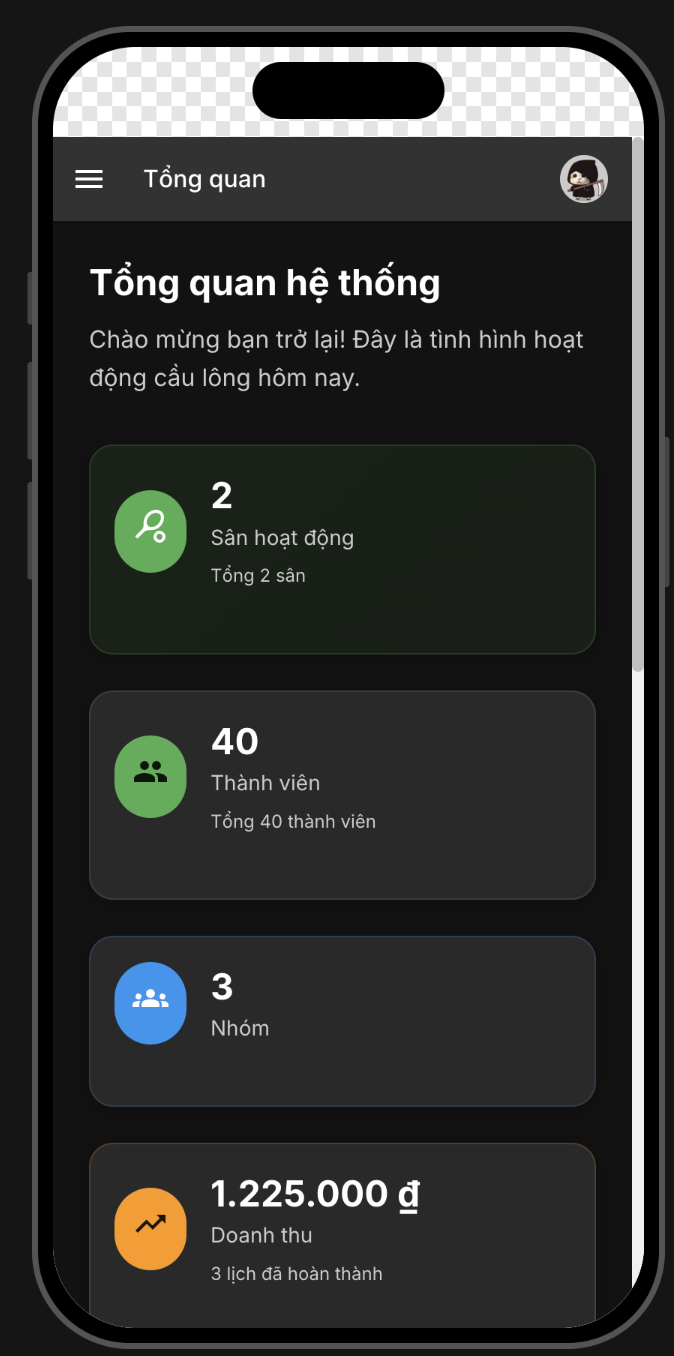 Tổng quan
Tổng quan hệ thống
Chào mừng bạn trở lại! Đây là tình hình hoạt
động cầu lông hôm nay.
2
Sân hoạt động
Tổng 2 sân
40
Thành viên
Tổng 40 thành viên
3
Nhóm
1.225.000 ₫
Doanh thu
3 lịch đã hoàn thành